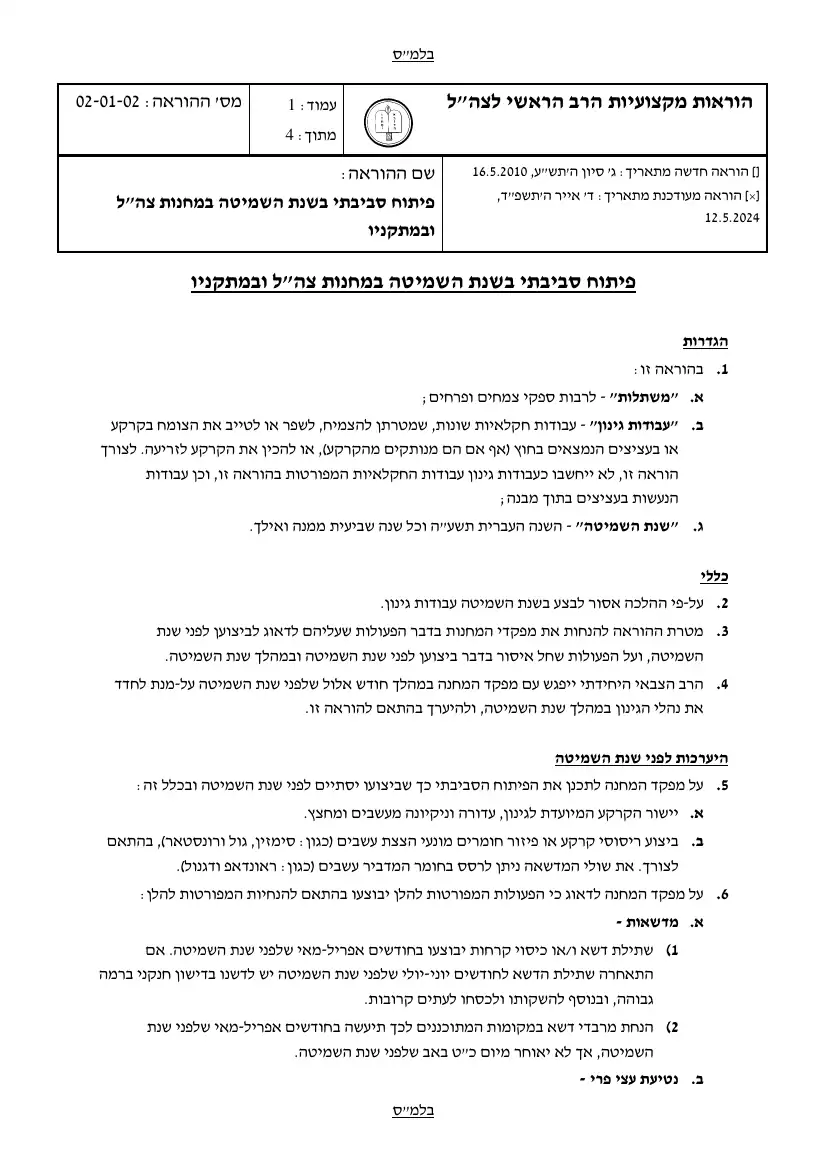 בלמ״ס
הוראות מקצועיות הרב הראשי לצה״ל
עמוד: 1
מתוך: 4
מס׳ ההוראה: 02-01-02
[] הוראה חדשה מתאריך: ג׳ סיון ה׳תש״ע, 16.5.2010
[×] הוראה מעודכנת מתאריך: ד׳ אייר ה׳תשפ״ד,
12.5.2024
שם ההוראה:
פיתוח סביבתי בשנת השמיטה במחנות צה״ל
ובמתקניו
פיתוח סביבתי בשנת השמיטה במחנות צה״ל ובמתקניו
הגדרות
1. בהוראה זו:
א. ״משתלות״ - לרבות ספקי צמחים ופרחים;
ב. ״עבודות גינון״ - עבודות חקלאיות שונות, שמטרתן להצמיח, לשפר או לטייב את הצומח בקרקע
או בעציצים הנמצאים בחוץ (אף אם הם מנותקים מהקרקע), או להכין את הקרקע לזריעה. לצורך
הוראה זו, לא ייחשבו כעבודות גינון עבודות החקלאיות המפורטות בהוראה זו, וכן עבודות
הנעשות בעציצים בתוך מבנה;
ג. ״שנת השמיטה״ - השנה העברית תשע״ה וכל שנה שביעית ממנה ואילך.
כללי
2. על-פי ההלכה אסור לבצע בשנת השמיטה עבודות גינון.
3. מטרת ההוראה להנחות את מפקדי המחנות בדבר הפעולות שעליהם לדאוג לביצוען לפני שנת
השמיטה, ועל הפעולות שחל איסור בדבר ביצוען לפני שנת השמיטה ובמהלך שנת השמיטה.
4. הרב הצבאי היחידתי ייפגש עם מפקד המחנה במהלך חודש אלול שלפני שנת השמיטה על-מנת לחדד
את נהלי הגינון במהלך שנת השמיטה, ולהיערך בהתאם להוראה זו.
היערכות לפני שנת השמיטה
5. על מפקד המחנה לתכנן את הפיתוח הסביבתי כך שביצועו יסתיים לפני שנת השמיטה ובכלל זה:
א. יישור הקרקע המיועדת לגינון, עדורה וניקיונה מעשבים ומחצץ.
ב. ביצוע ריסוסי קרקע או פיזור חומרים מונעי הצצת עשבים (כגון: סימזין, גול ורונסטאר), בהתאם
לצורך. את שולי המדשאה ניתן לרסס בחומר המדביר עשבים (כגון: ראונדאפ ודגנול).
6. על מפקד המחנה לדאוג כי הפעולות המפורטות להלן יבוצעו בהתאם להנחיות המפורטות להלן:
א. מדשאות -
1) שתילת דשא ו/או כיסוי קרחות יבוצעו בחודשים אפריל-מאי שלפני שנת השמיטה. אם
התאחרה שתילת הדשא לחודשים יוני-יולי שלפני שנת השמיטה יש לדשנו בדישון חנקני ברמה
גבוהה, ובנוסף להשקותו ולכסחו לעתים קרובות.
2) הנחת מרבדי דשא במקומות המתוכננים לכך תיעשה בחודשים אפריל-מאי שלפני שנת
השמיטה, אך לא יאוחר מיום כ״ט באב שלפני שנת השמיטה.
ב. נטיעת עצי פרי -
בלמ״ס